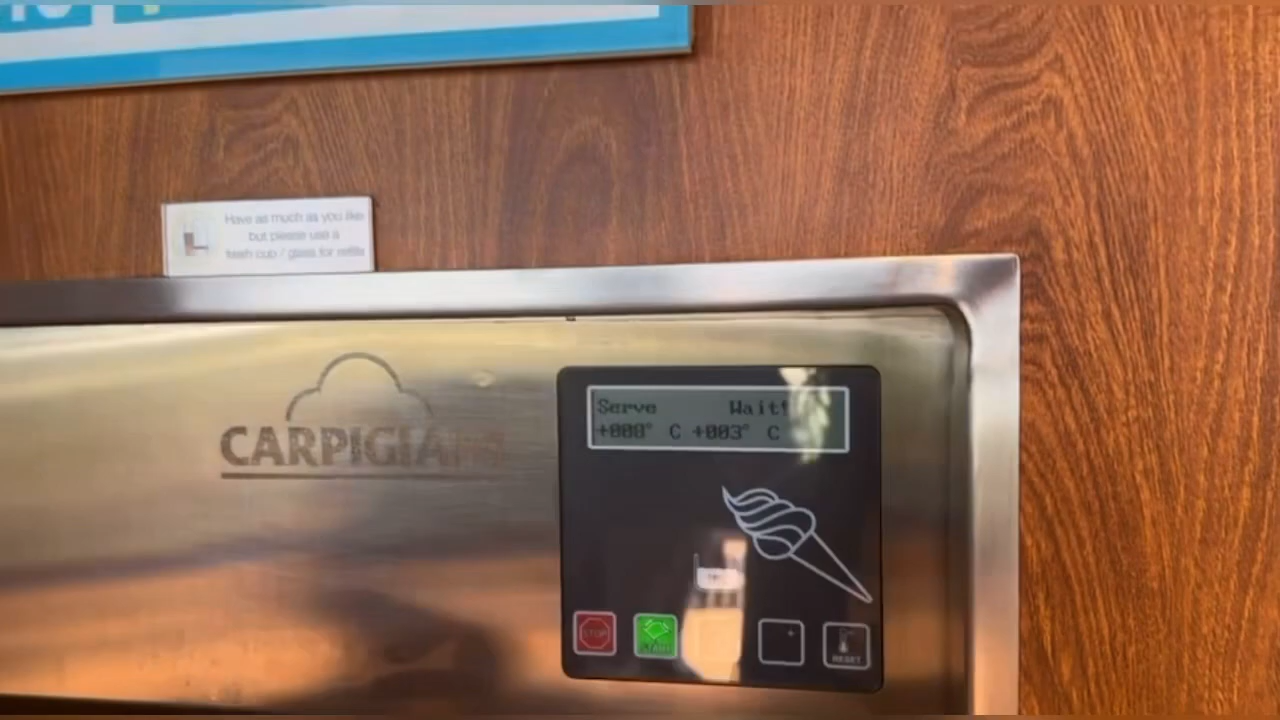 Have as much as you like
but please use a
fresh cup / glass for refills
CARPIGIANI
Serve Wait!
+008° C +003° C
STOP
START
+
RESET